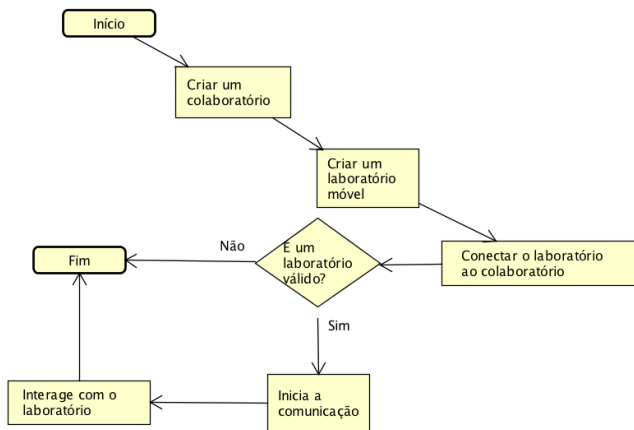 Início
Criar um
colaboratório
Criar um
laboratório
móvel
Conectar o laboratório
ao colaboratório
É um
laboratório
válido?
Não
Fim
Sim
Inicia a
comunicação
Interage com o
laboratório